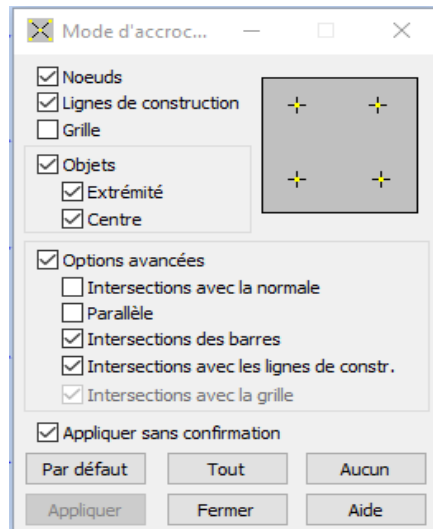 Mode d'accroc...
Noeuds
Lignes de construction
Grille
Objets
Extrémité
Centre
Options avancées
Intersections avec la normale
Parallèle
Intersections des barres
Intersections avec les lignes de constr.
Intersections avec la grille
Appliquer sans confirmation
Par défaut Tout Aucun
Appliquer Fermer Aide